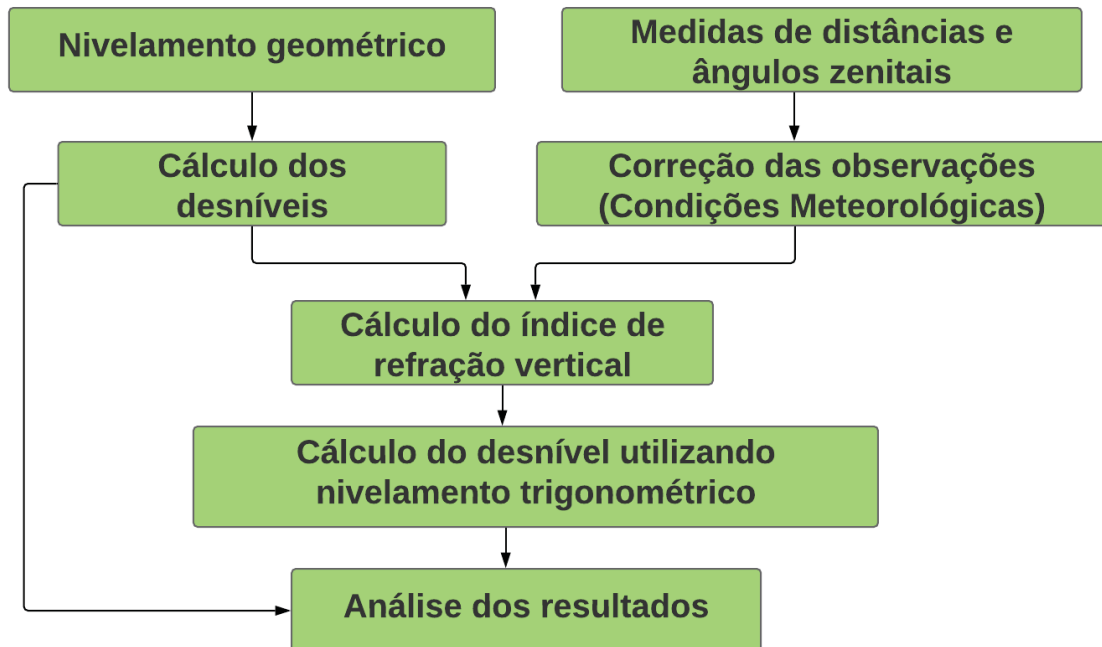 Nivelamento geométrico
Medidas de distâncias e
ângulos zenitais
Cálculo dos
desníveis
Correção das observações
(Condições Meteorológicas)
Cálculo do índice de
refração vertical
Cálculo do desnível utilizando
nivelamento trigonométrico
Análise dos resultados